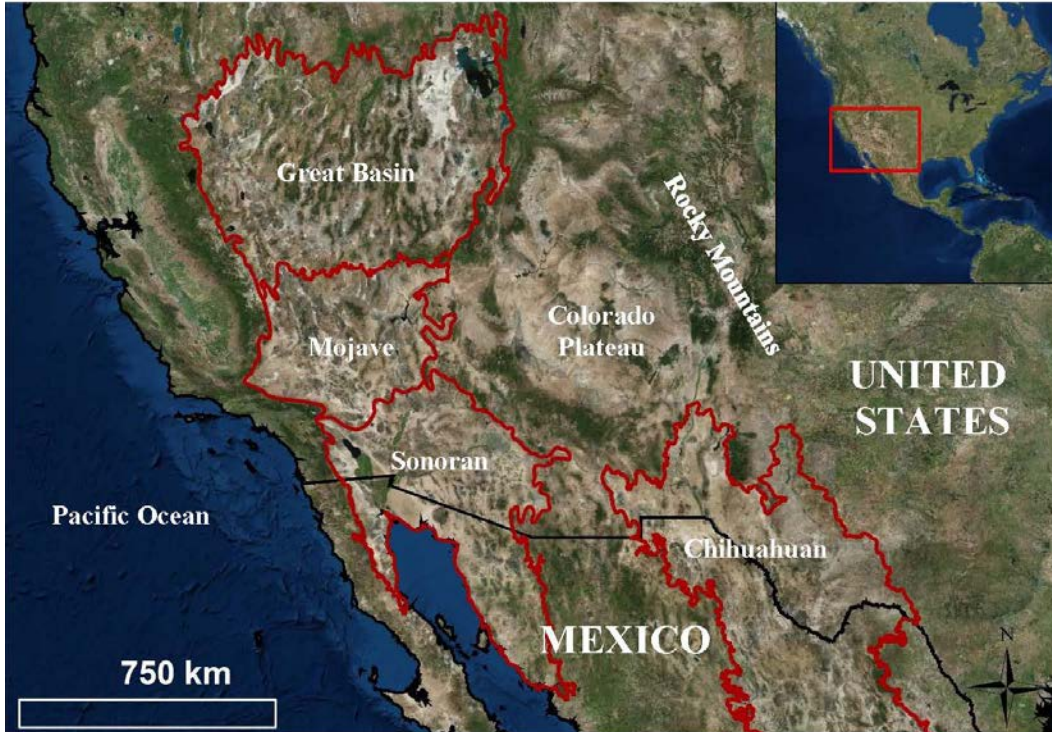 Great Basin
Rocky Mountains
Mojave
Colorado
Plateau
UNITED
STATES
Sonoran
Pacific Ocean
Chihuahuan
MEXICO
N
750 km